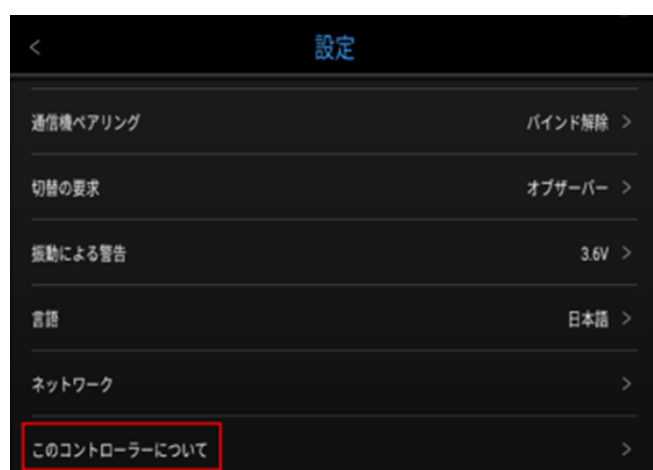 設定
通信機ペアリング バインド解除 >
切替の要求 オブザーバー >
振動による警告 3.6V >
言語 日本語 >
ネットワーク >
このコントローラーについて >